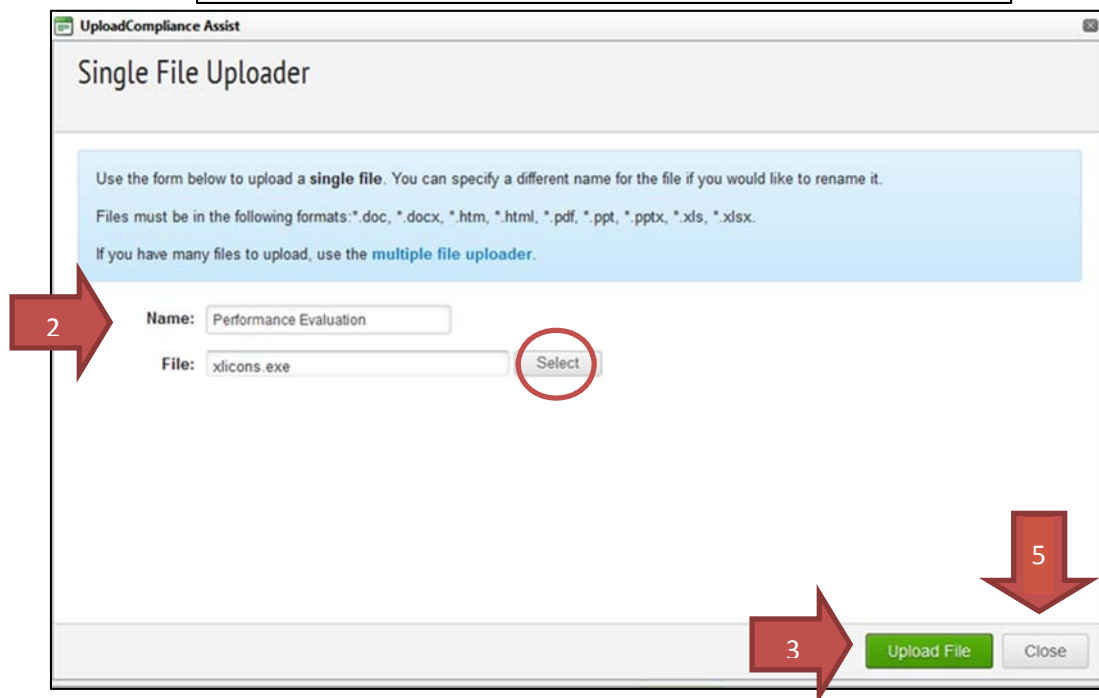 UploadCompliance Assist
Single File Uploader
Use the form below to upload a single file. You can specify a different name for the file if you would like to rename it.
Files must be in the following formats:*.doc, *.docx, *.htm, *.html, *.pdf, *.ppt, *.pptx, *.xls, *.xlsx.
If you have many files to upload, use the multiple file uploader.
2 Name: Performance Evaluation
File: xlicons.exe Select
5
3 Upload File Close